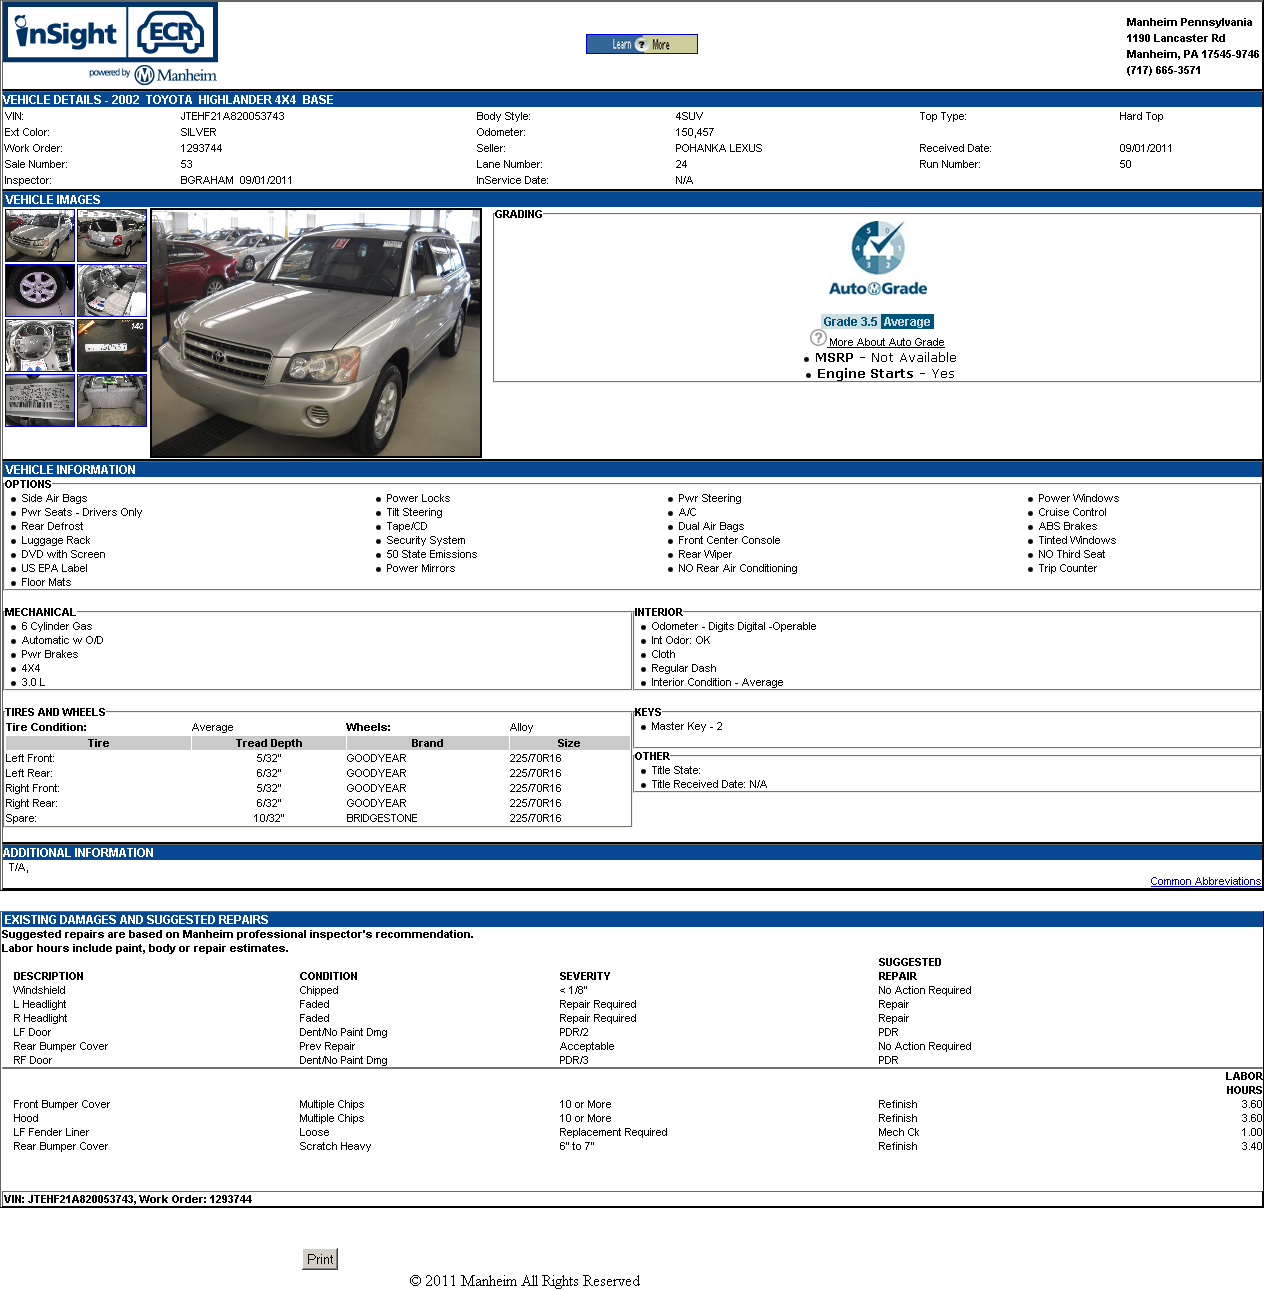 inSight ECR
powered by Manheim
Learn ? More
Manheim Pennsylvania
1190 Lancaster Rd
Manheim, PA 17545-9746
(717) 665-3571
VEHICLE DETAILS - 2002 TOYOTA HIGHLANDER 4X4 BASE
VIN: JTEHF21A820053743 Body Style: 4SUV Top Type: Hard Top
Ext Color: SILVER Odometer: 150,457
Work Order: 1293744 Seller: POHANKA LEXUS Received Date: 09/01/2011
Sale Number: 53 Lane Number: 24 Run Number: 50
Inspector: BGRAHAM 09/01/2011 InService Date: N/A
VEHICLE IMAGES
GRADING
5 0 4 1 3 2
AutoGrade
Grade 3.5 Average
? More About Auto Grade
MSRP - Not Available
Engine Starts - Yes
VEHICLE INFORMATION
OPTIONS
Side Air Bags Power Locks Pwr Steering Power Windows
Pwr Seats - Drivers Only Tilt Steering A/C Cruise Control
Rear Defrost Tape/CD Dual Air Bags ABS Brakes
Luggage Rack Security System Front Center Console Tinted Windows
DVD with Screen 50 State Emissions Rear Wiper NO Third Seat
US EPA Label Power Mirrors NO Rear Air Conditioning Trip Counter
Floor Mats
MECHANICAL
6 Cylinder Gas
Automatic w O/D
Pwr Brakes
4X4
3.0 L
INTERIOR
Odometer - Digits Digital -Operable
Int Odor: OK
Cloth
Regular Dash
Interior Condition - Average
TIRES AND WHEELS
Tire Condition: Average Wheels: Alloy
Tire Tread Depth Brand Size
Left Front: 5/32" GOODYEAR 225/70R16
Left Rear: 6/32" GOODYEAR 225/70R16
Right Front: 5/32" GOODYEAR 225/70R16
Right Rear: 6/32" GOODYEAR 225/70R16
Spare: 10/32" BRIDGESTONE 225/70R16
KEYS
Master Key - 2
OTHER
Title State:
Title Received Date: N/A
ADDITIONAL INFORMATION
T/A,
Common Abbreviations
EXISTING DAMAGES AND SUGGESTED REPAIRS
Suggested repairs are based on Manheim professional inspector's recommendation.
Labor hours include paint, body or repair estimates.
DESCRIPTION CONDITION SEVERITY SUGGESTED REPAIR
Windshield Chipped < 1/8" No Action Required
L Headlight Faded Repair Required Repair
R Headlight Faded Repair Required Repair
LF Door Dent/No Paint Dmg PDR/2 PDR
Rear Bumper Cover Prev Repair Acceptable No Action Required
RF Door Dent/No Paint Dmg PDR/3 PDR
LABOR HOURS
Front Bumper Cover Multiple Chips 10 or More Refinish 3.60
Hood Multiple Chips 10 or More Refinish 3.60
LF Fender Liner Loose Replacement Required Mech Ck 1.00
Rear Bumper Cover Scratch Heavy 6" to 7" Refinish 3.40
VIN: JTEHF21A820053743, Work Order: 1293744
Print
© 2011 Manheim All Rights Reserved